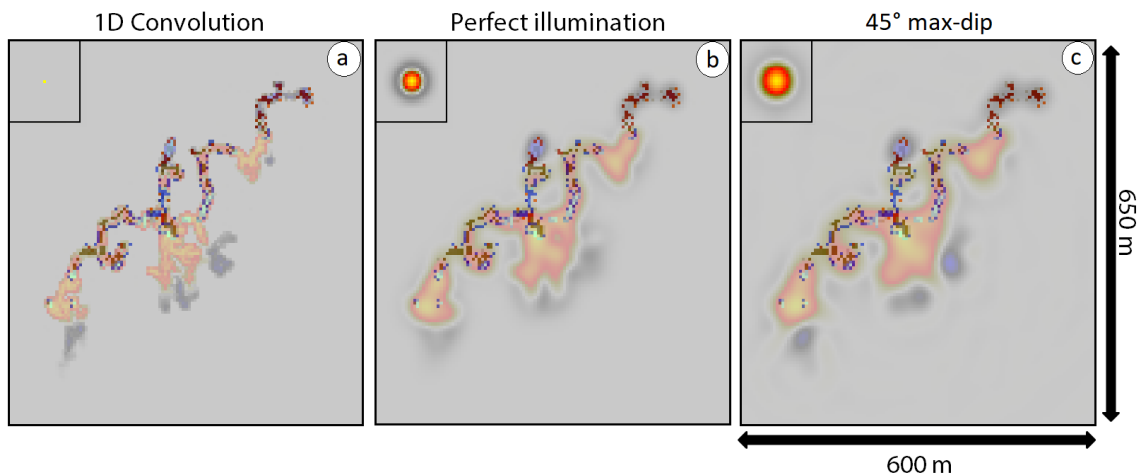 1D Convolution
Perfect illumination
45° max-dip
a
b
c
650 m
600 m